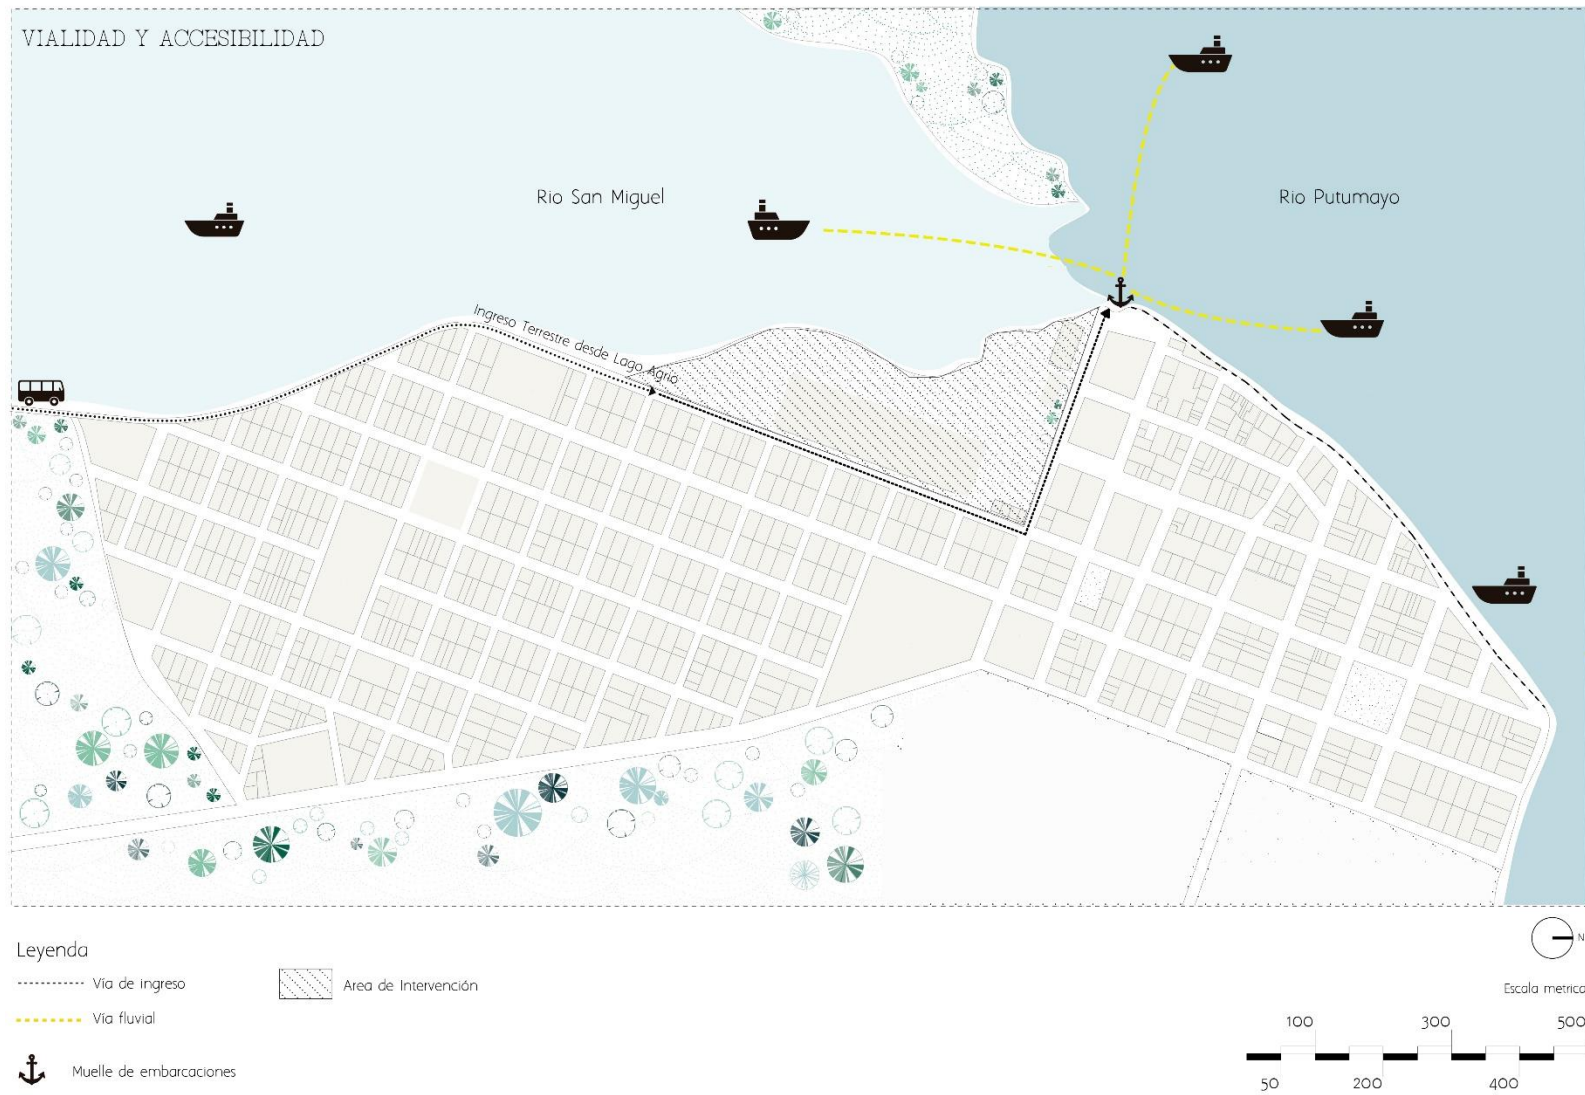 VIALIDAD Y ACCESIBILIDAD
Rio San Miguel
Rio Putumayo
Ingreso Terrestre desde Lago Agrio
Leyenda
Vía de ingreso
Area de Intervención
Vía fluvial
Muelle de embarcaciones
N
Escala metrica
100 300 500
50 200 400